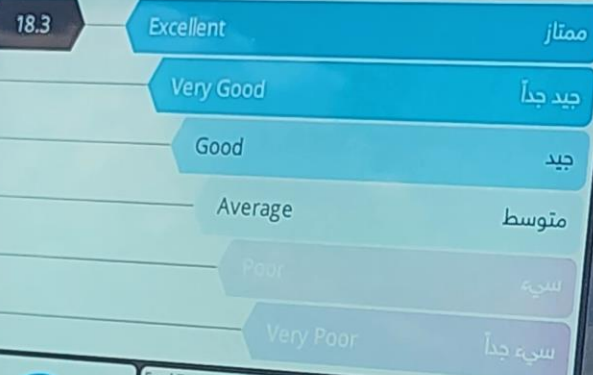 18.3 Excellent ممتاز
Very Good جيد جداً
Good جيد
Average متوسط
Poor سيء
Very Poor سيء جداً